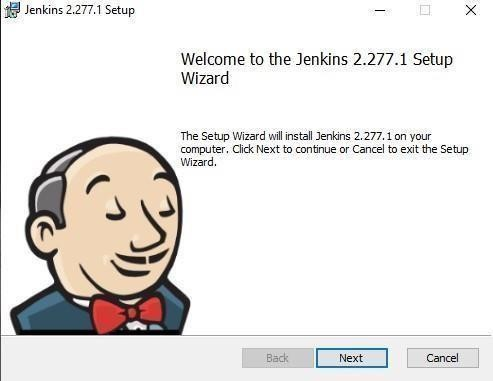 Jenkins 2.277.1 Setup
Welcome to the Jenkins 2.277.1 Setup
Wizard
The Setup Wizard will install Jenkins 2.277.1 on your
computer. Click Next to continue or Cancel to exit the Setup
Wizard.
Back
Next
Cancel